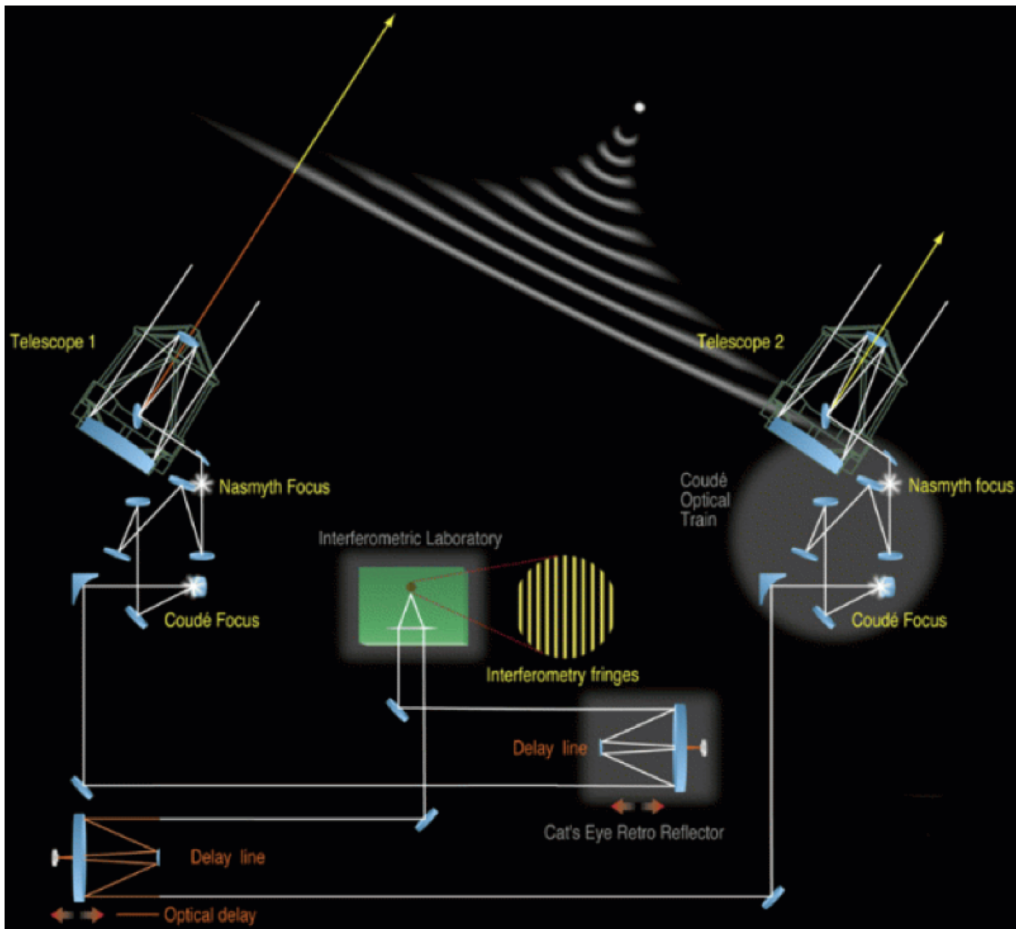 Telescope 1
Telescope 2
Nasmyth Focus
Coudé
Optical
Train
Nasmyth focus
Interferometric Laboratory
Coudé Focus
Coudé Focus
Interferometry fringes
Delay line
Cat's Eye Retro Reflector
Delay line
Optical delay